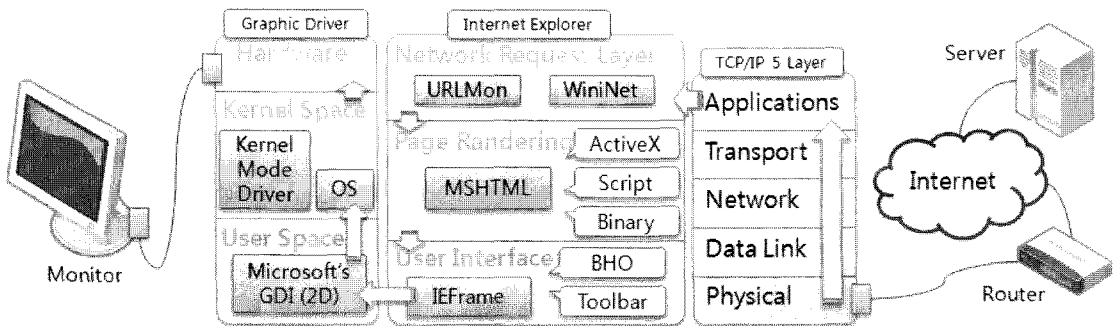 Graphic Driver
Hardware
Kernel Space
Kernel
Mode
Driver
OS
User Space
Microsoft's
GDI (2D)
Monitor
Internet Explorer
Network Request Layer
URLMon
WiniNet
Page Randering
ActiveX
MSHTML
Script
Binary
User Interface
BHO
IEFrame
Toolbar
TCP/IP 5 Layer
Applications
Transport
Network
Data Link
Physical
Server
Internet
Router